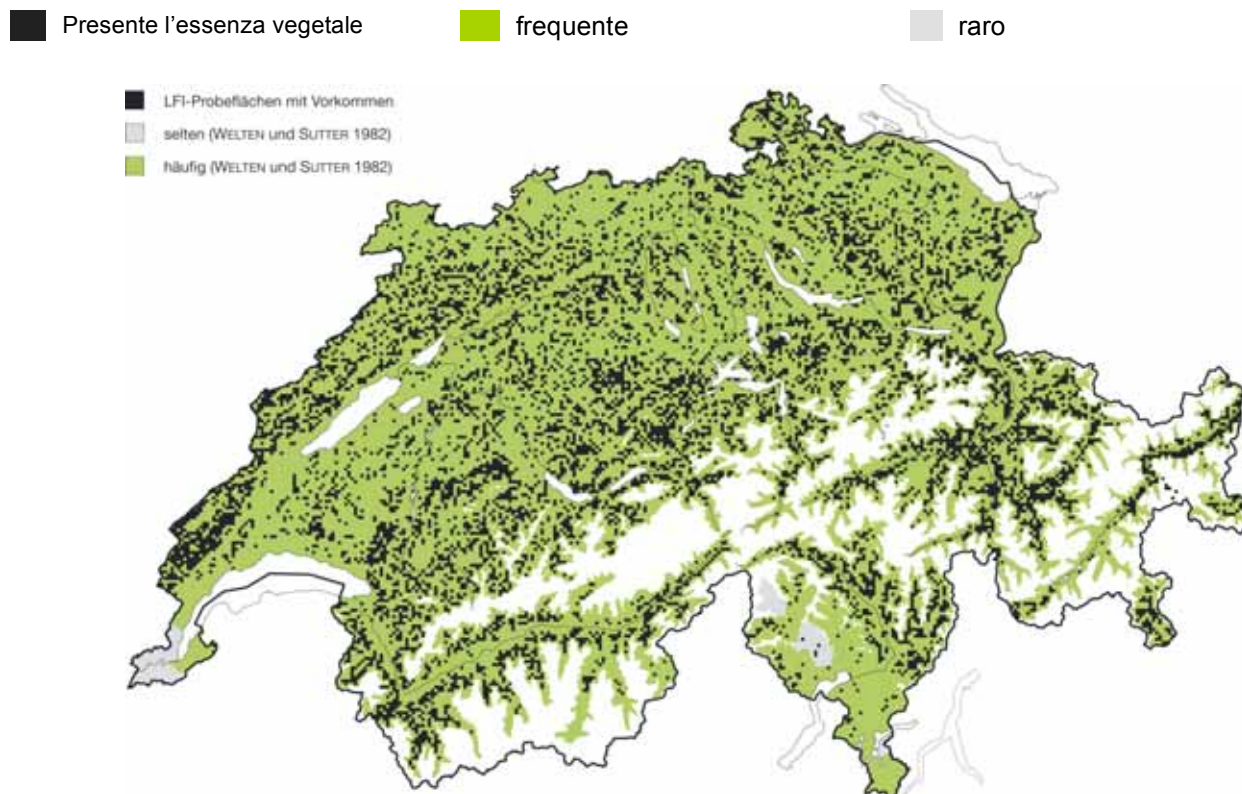 Presente l’essenza vegetale frequente raro
LFI-Probeflächen mit Vorkommen
selten (WELTEN und SUTTER 1982)
häufig (WELTEN und SUTTER 1982)